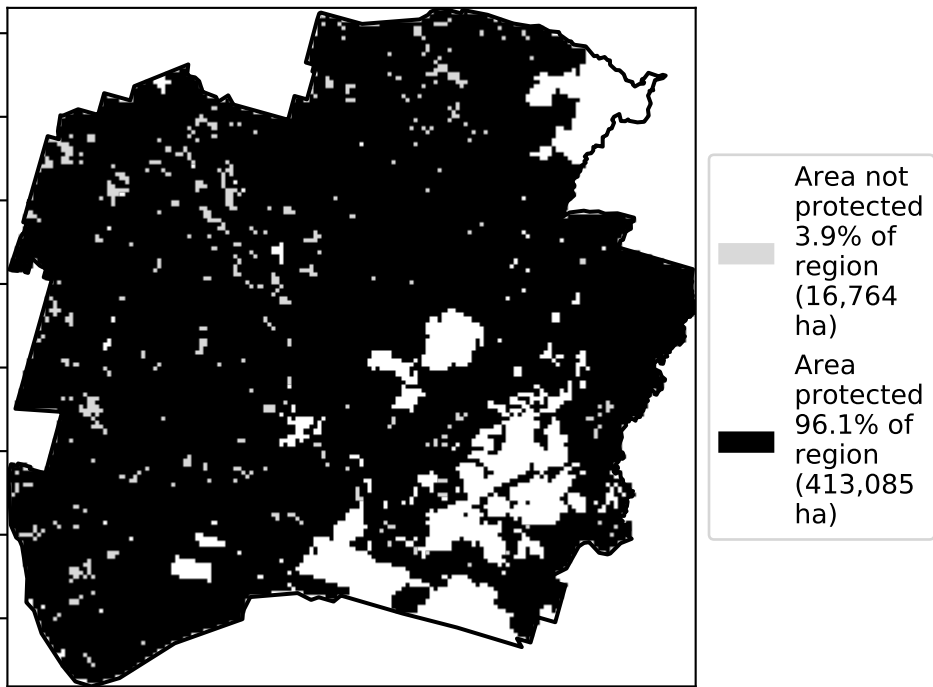 Area not
protected
3.9% of
region
(16,764
ha)
Area
protected
96.1% of
region
(413,085
ha)